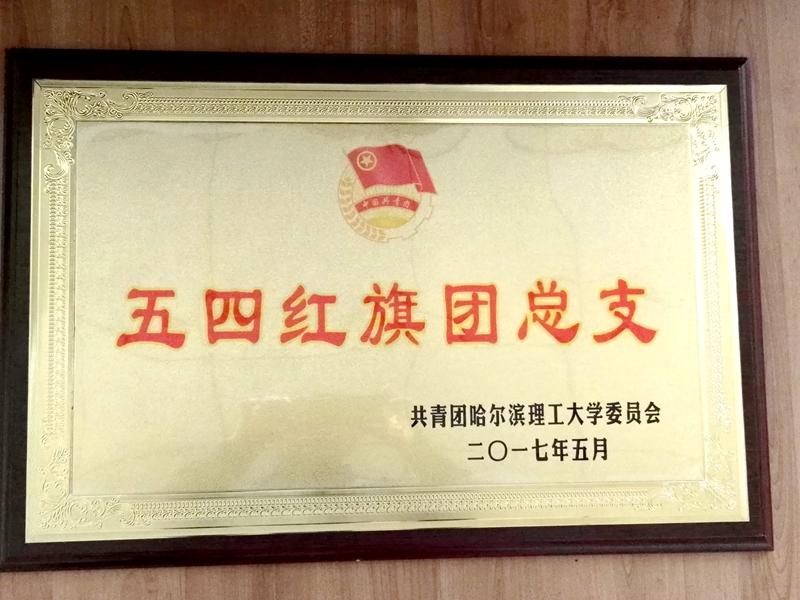 中国共青团
五四红旗团总支
共青团哈尔滨理工大学委员会
二〇一七年五月